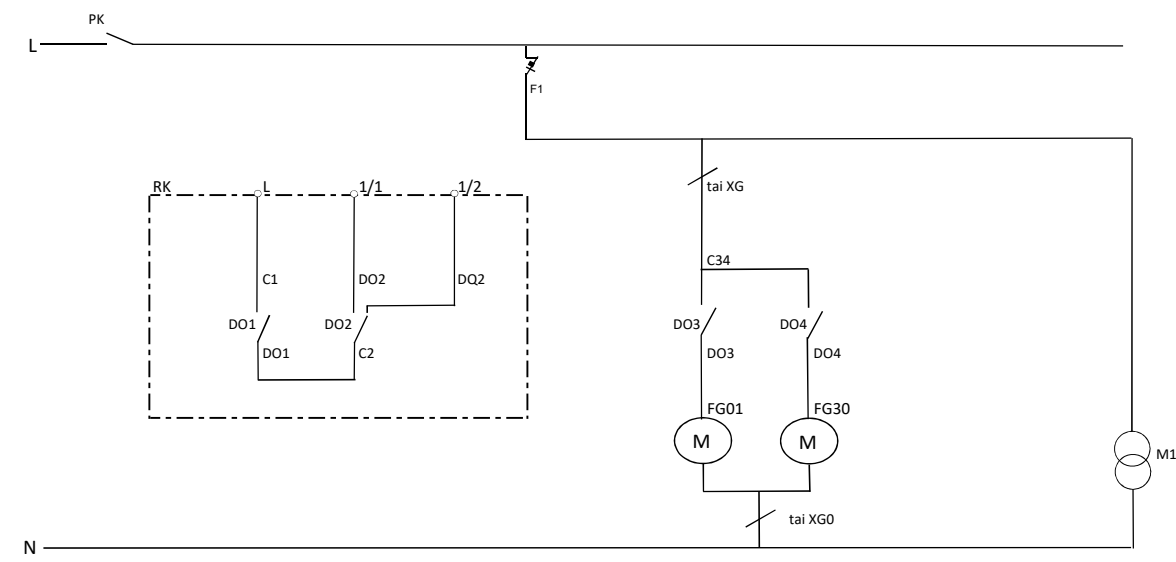 PK
L
F1
RK L 1/1 1/2
tai XG
C34
C1 DO2 DQ2
DO1 DO2 DO3 DO4
DO1 C2 DO3 DO4
FG01 FG30
M M
M1
tai XG0
N